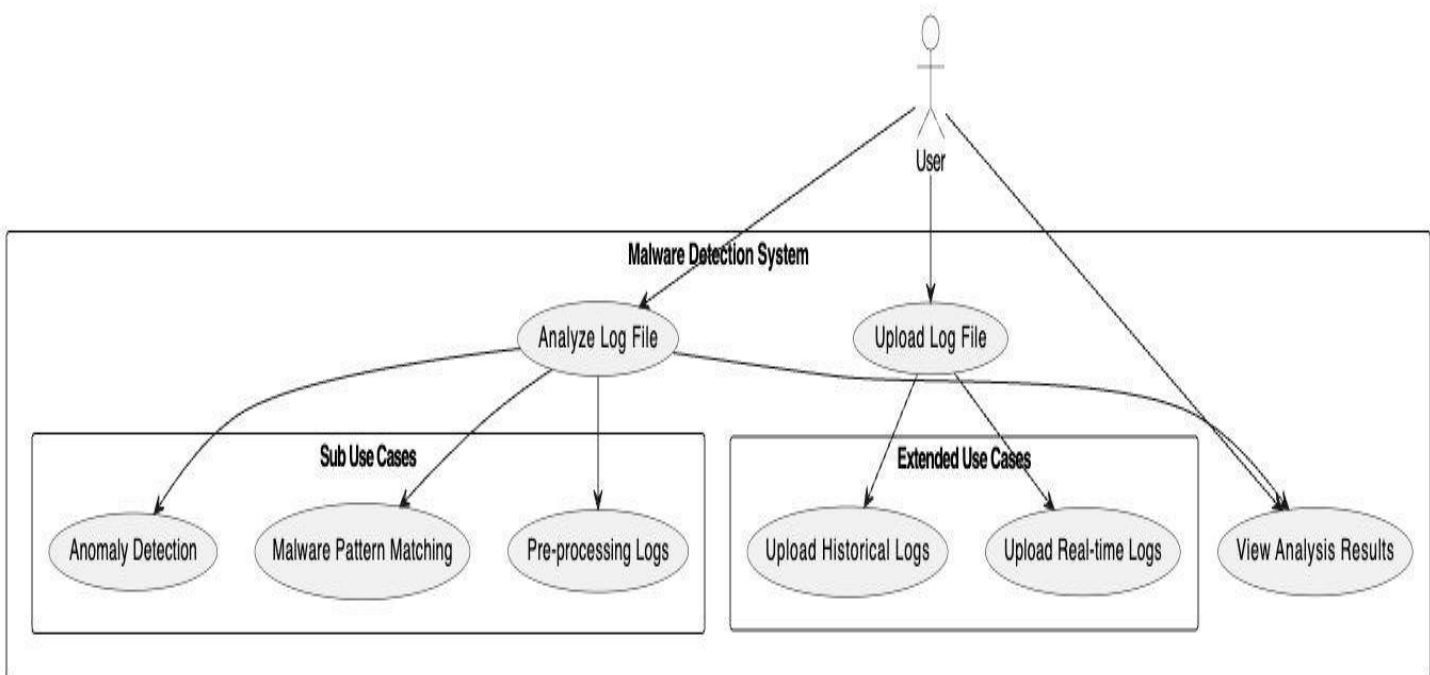 User
Malware Detection System
Analyze Log File
Upload Log File
Sub Use Cases
Extended Use Cases
Anomaly Detection
Malware Pattern Matching
Pre-processing Logs
Upload Historical Logs
Upload Real-time Logs
View Analysis Results